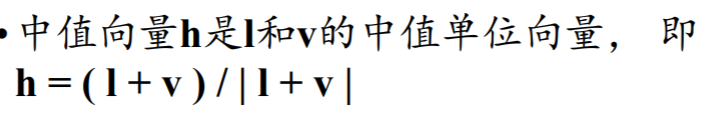 •中值向量h是l和v的中值单位向量， 即
h = ( l + v ) / | l + v |